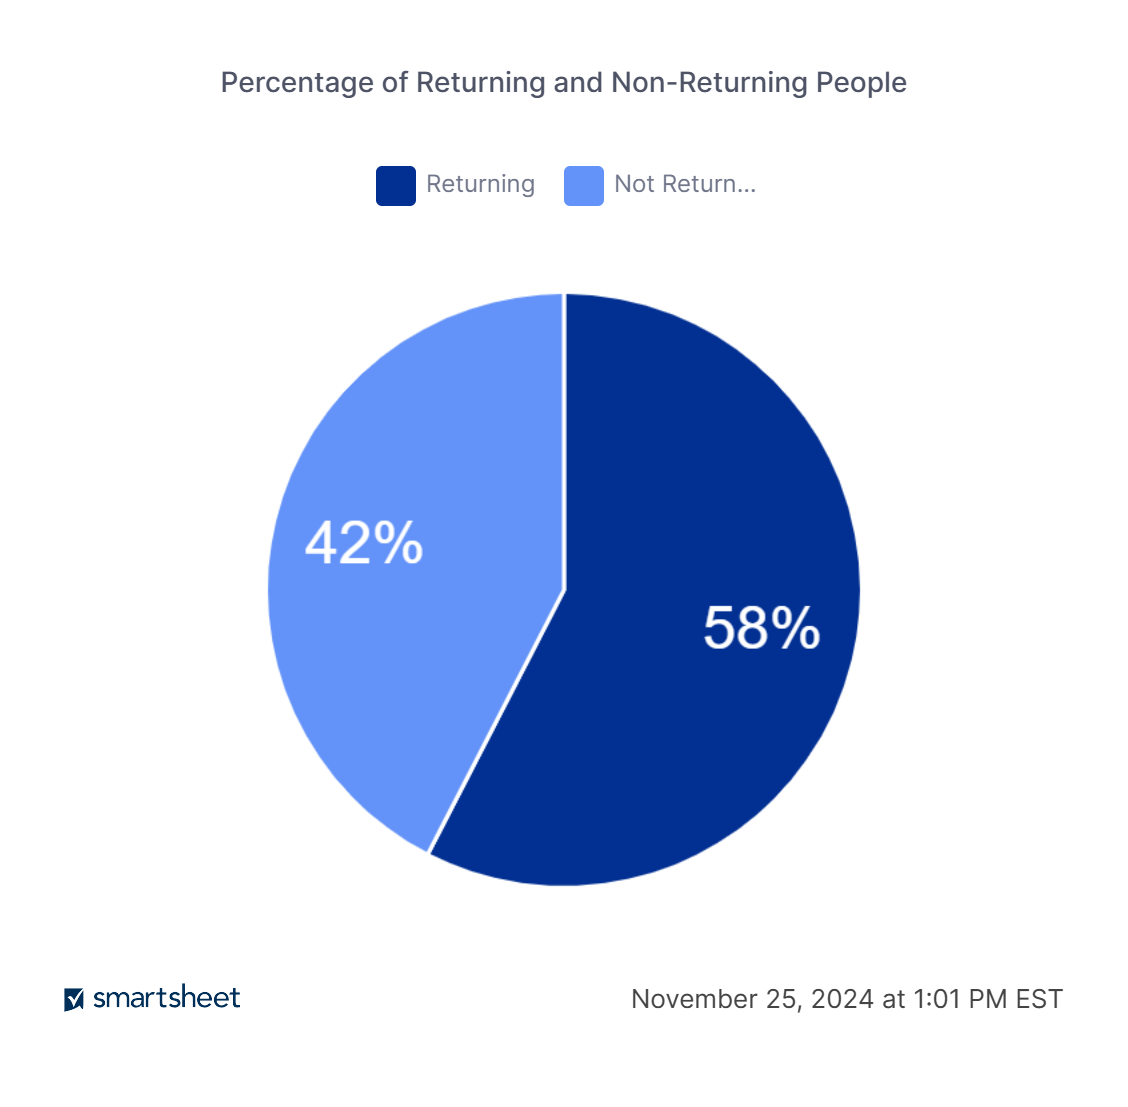 Percentage of Returning and Non-Returning People
Returning Not Return...
42%
58%
smartsheet November 25, 2024 at 1:01 PM EST